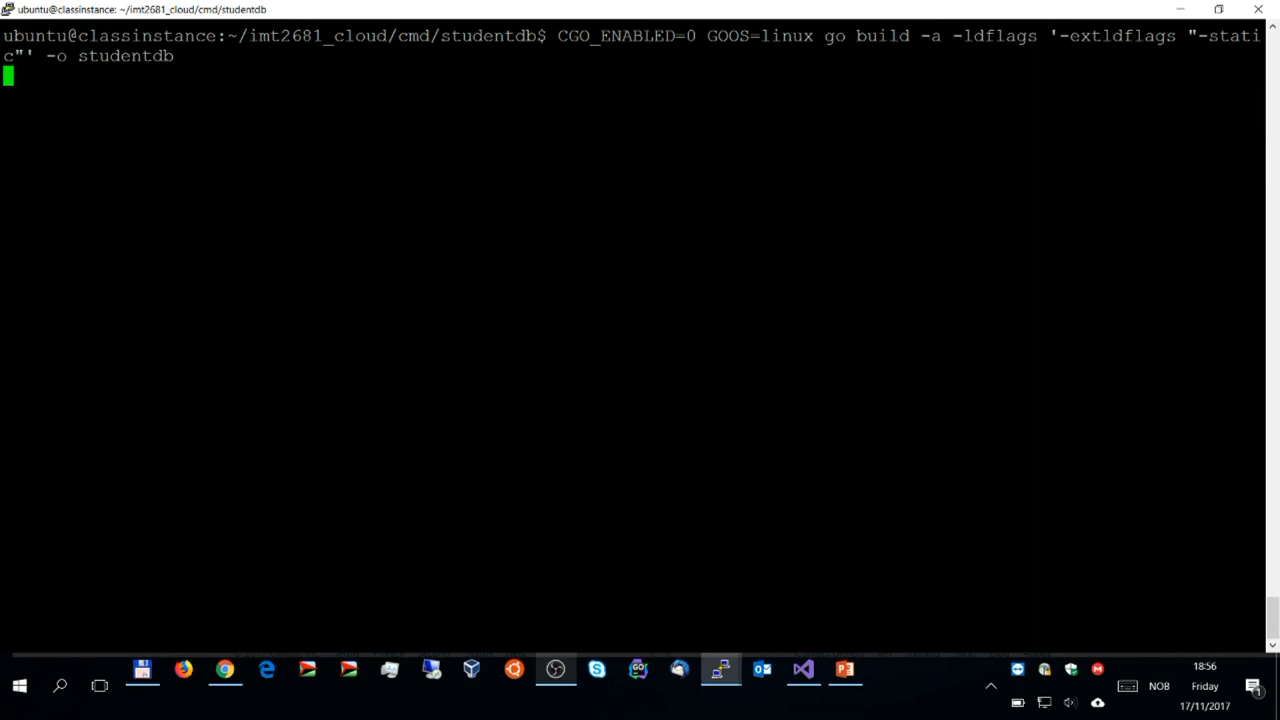 ubuntu@classinstance: ~/imt2681_cloud/cmd/studentdb
ubuntu@classinstance:~/imt2681_cloud/cmd/studentdb$ CGO_ENABLED=0 GOOS=linux go build -a -ldflags '-extldflags "-stati
c"' -o studentdb
18:56
NOB
Friday
17/11/2017